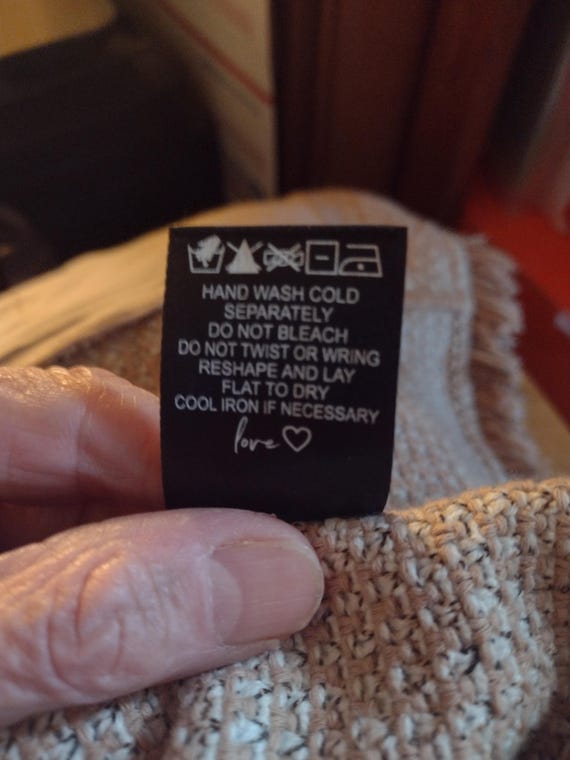 HAND WASH COLD
SEPARATELY
DO NOT BLEACH
DO NOT TWIST OR WRING
RESHAPE AND LAY
FLAT TO DRY
COOL IRON IF NECESSARY
love